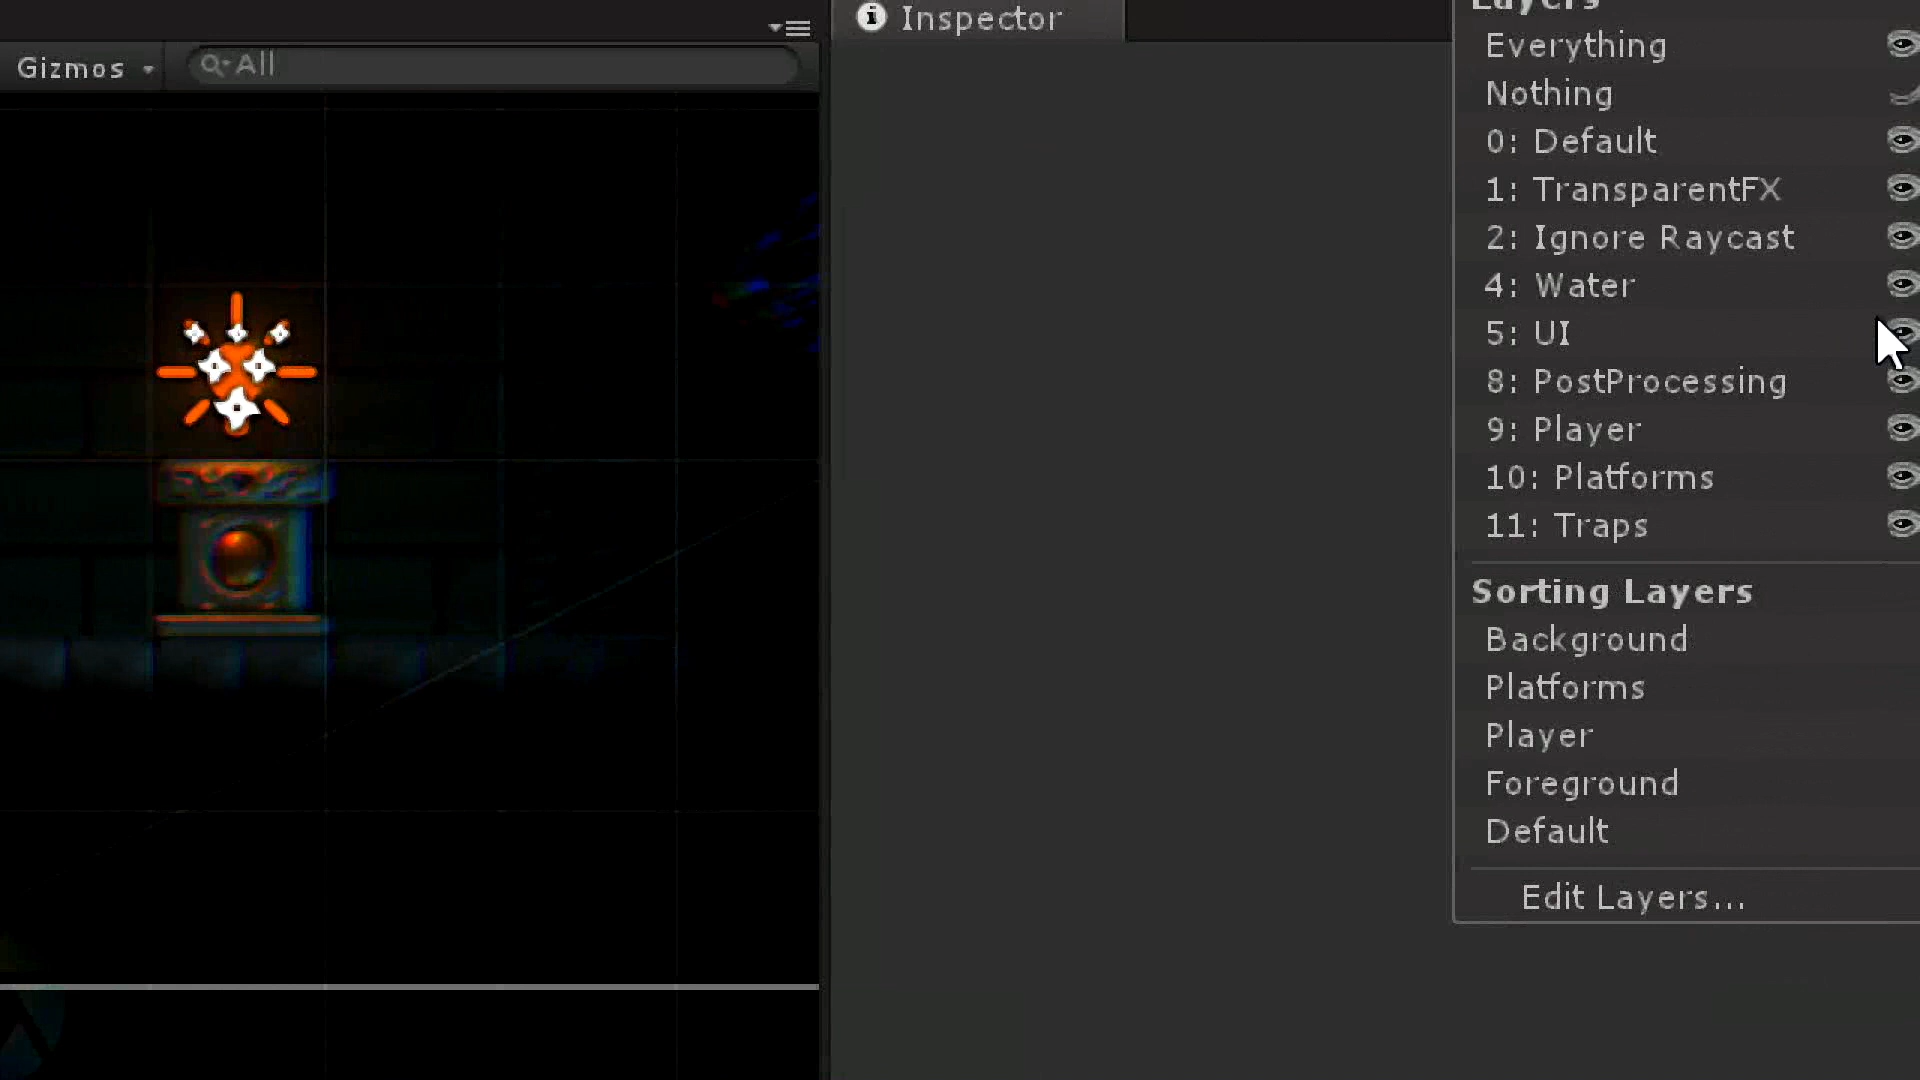 Inspector
Gizmos
All
Layers
Everything
Nothing
0: Default
1: TransparentFX
2: Ignore Raycast
4: Water
5: UI
8: PostProcessing
9: Player
10: Platforms
11: Traps
Sorting Layers
Background
Platforms
Player
Foreground
Default
Edit Layers...